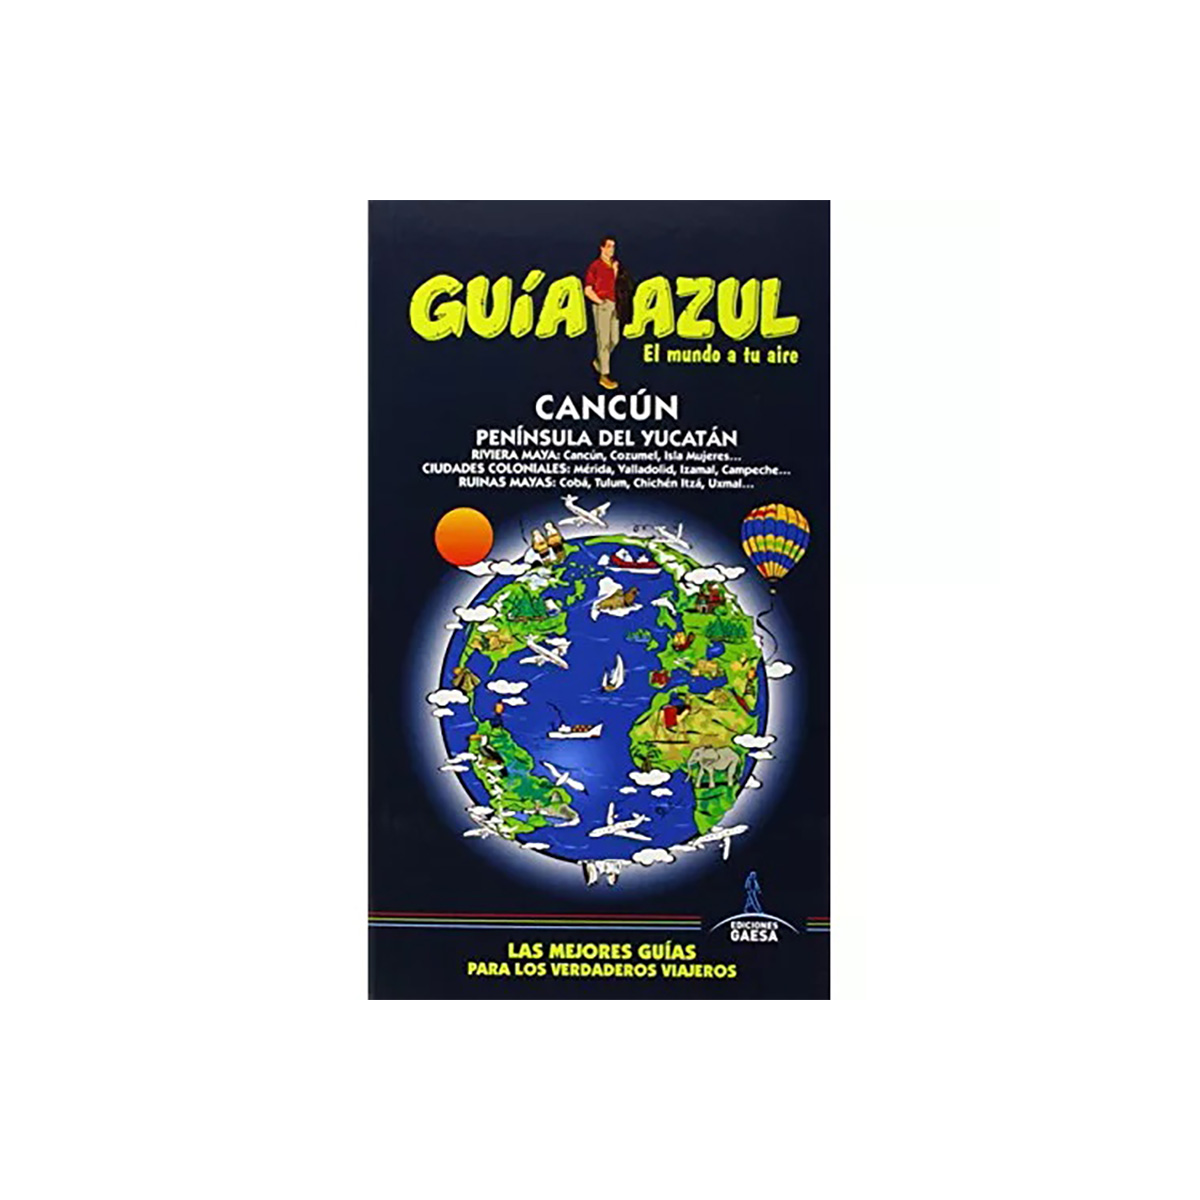 GUÍA AZUL
El mundo a tu aire
CANCÚN
PENÍNSULA DEL YUCATÁN
RIVIERA MAYA: Cancún, Cozumel, Isla Mujeres...
CIUDADES COLONIALES: Mérida, Valladolid, Izamal, Campeche...
RUINAS MAYAS: Cobá, Tulum, Chichén Itzá, Uxmal...
EDICIONES
GAESA
LAS MEJORES GUÍAS
PARA LOS VERDADEROS VIAJEROS